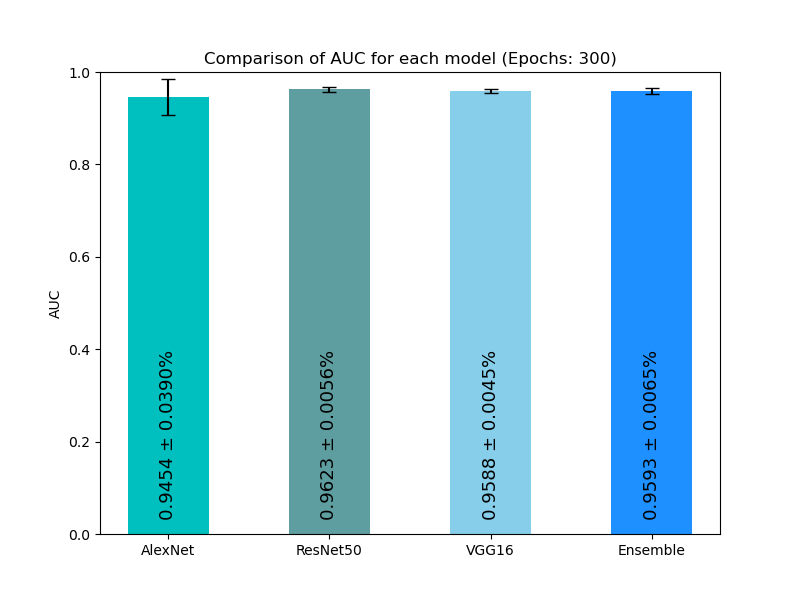 Comparison of AUC for each model (Epochs: 300)
1.0
0.8
0.6
0.4
0.2
0.0
AUC
0.9454 ± 0.0390%
0.9623 ± 0.0056%
0.9588 ± 0.0045%
0.9593 ± 0.0065%
AlexNet
ResNet50
VGG16
Ensemble